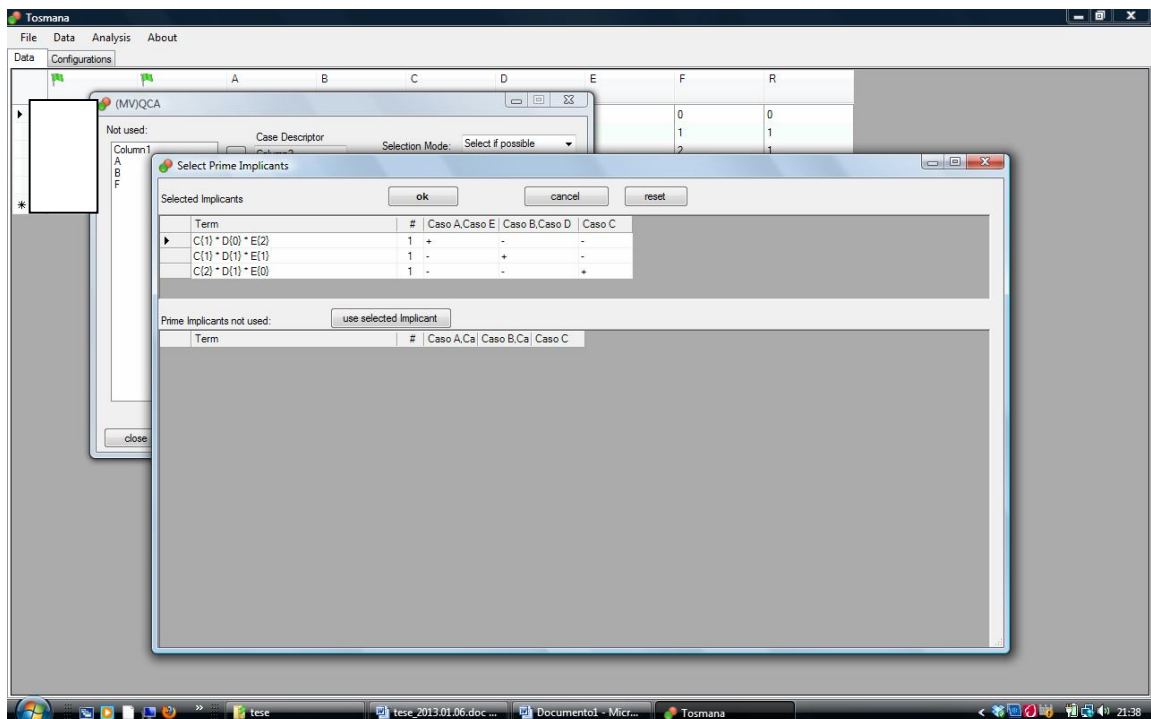 Tosmana
File Data Analysis About
Data Configurations
A B C D E F R
(MV)QCA
0 0
Not used:
Case Descriptor
Selection Mode: Select if possible
1 1
Column1
2 1
A
B
F
Select Prime Implicants
Selected Implicants
ok cancel reset
*
Term # Caso A,Caso E Caso B,Caso D Caso C
C{1} * D{0} * E{2} 1 + - -
C{1} * D{1} * E{1} 1 - + -
C{2} * D{1} * E{0} 1 - - +
Prime Implicants not used: use selected Implicant
Term # Caso A,Ca Caso B,Ca Caso C
close
tese tese_2013.01.06.doc ... Documento1 - Micr... Tosmana 21:38